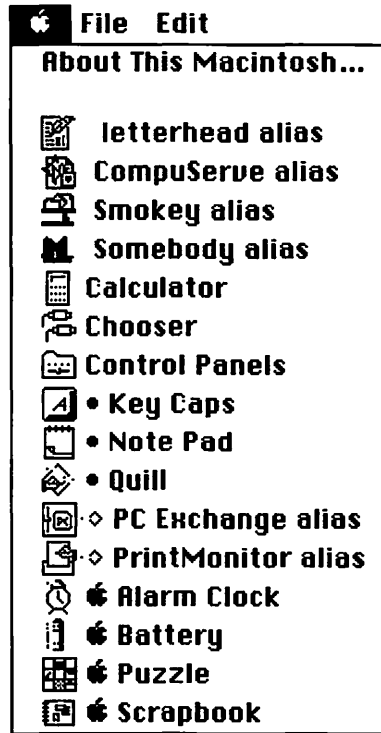 File Edit
About This Macintosh...
letterhead alias
CompuServe alias
Smokey alias
Somebody alias
Calculator
Chooser
Control Panels
• Key Caps
• Note Pad
• Quill
◇ PC Exchange alias
◇ PrintMonitor alias
Alarm Clock
Battery
Puzzle
Scrapbook